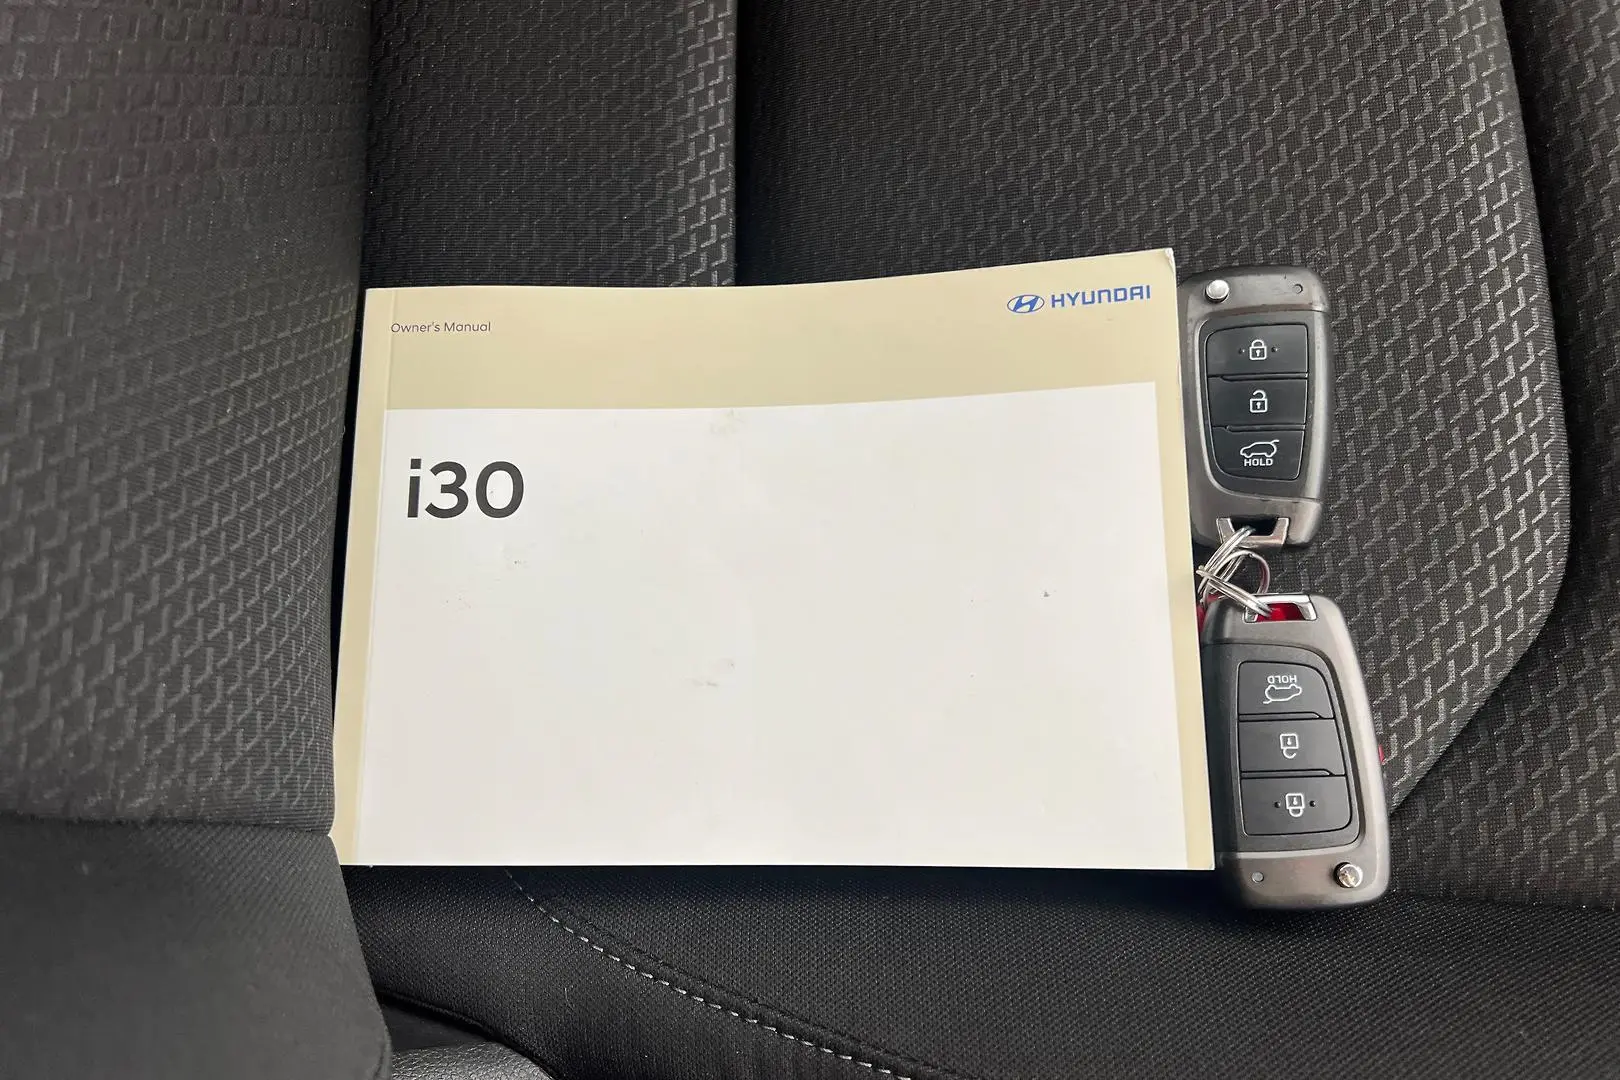 Owner's Manual
HYUNDAI
i30
HOLD
HOLD